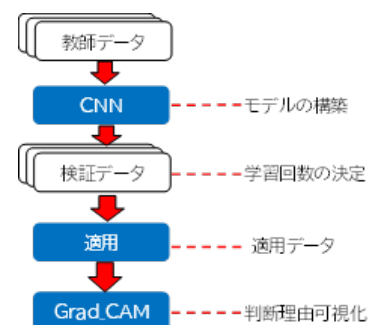 教師データ
CNN
モデルの構築
検証データ
学習回数の決定
適用
適用データ
Grad_CAM
判断理由可視化